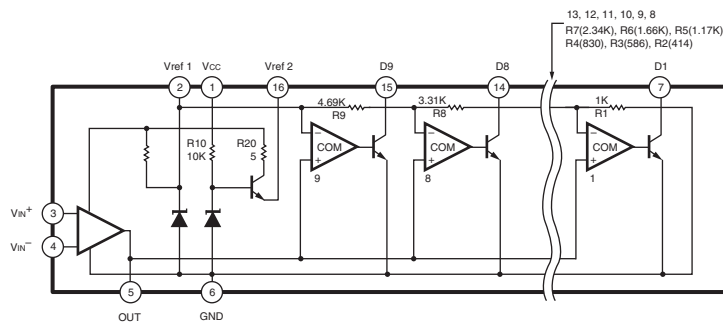 13, 12, 11, 10, 9, 8
R7(2.34K), R6(1.66K), R5(1.17K)
R4(830), R3(586), R2(414)
Vref 1 Vcc Vref 2 D9 D8 D1
2 1 16 15 14 7
4.69K 3.31K 1K
R9 R8 R1
R10 R20
10K 5
− − −
COM COM COM
+ + +
9 8 1
VIN+ 3
VIN− 4
5 6
OUT GND